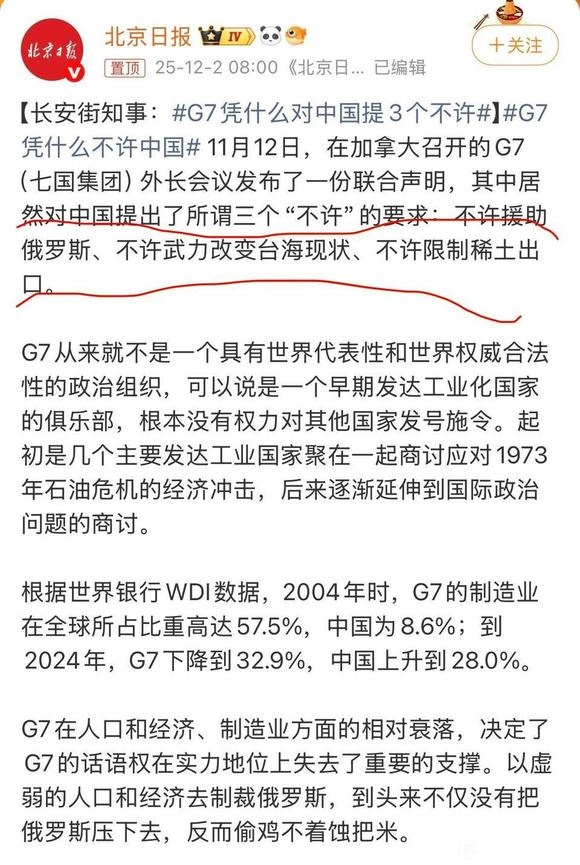 北京日报
北京日报 IV
置顶 25-12-2 08:00《北京日... 已编辑
+关注
【长安街知事：#G7凭什么对中国提3个不许#】#G7
凭什么不许中国# 11月12日，在加拿大召开的G7
(七国集团) 外长会议发布了一份联合声明，其中居
然对中国提出了所谓三个“不许”的要求：不许援助
俄罗斯、不许武力改变台海现状、不许限制稀土出
口。
G7从来就不是一个具有世界代表性和世界权威合法
性的政治组织，可以说是一个早期发达工业化国家
的俱乐部，根本没有权力对其他国家发号施令。起
初是几个主要发达工业国家聚在一起商讨应对1973
年石油危机的经济冲击，后来逐渐延伸到国际政治
问题的商讨。
根据世界银行WDI数据，2004年时，G7的制造业
在全球所占比重高达57.5%，中国为8.6%；到
2024年，G7下降到32.9%，中国上升到28.0%。
G7在人口和经济、制造业方面的相对衰落，决定了
G7的话语权在实力地位上失去了重要的支撑。以虚
弱的人口和经济去制裁俄罗斯，到头来不仅没有把
俄罗斯压下去，反而偷鸡不着蚀把米。